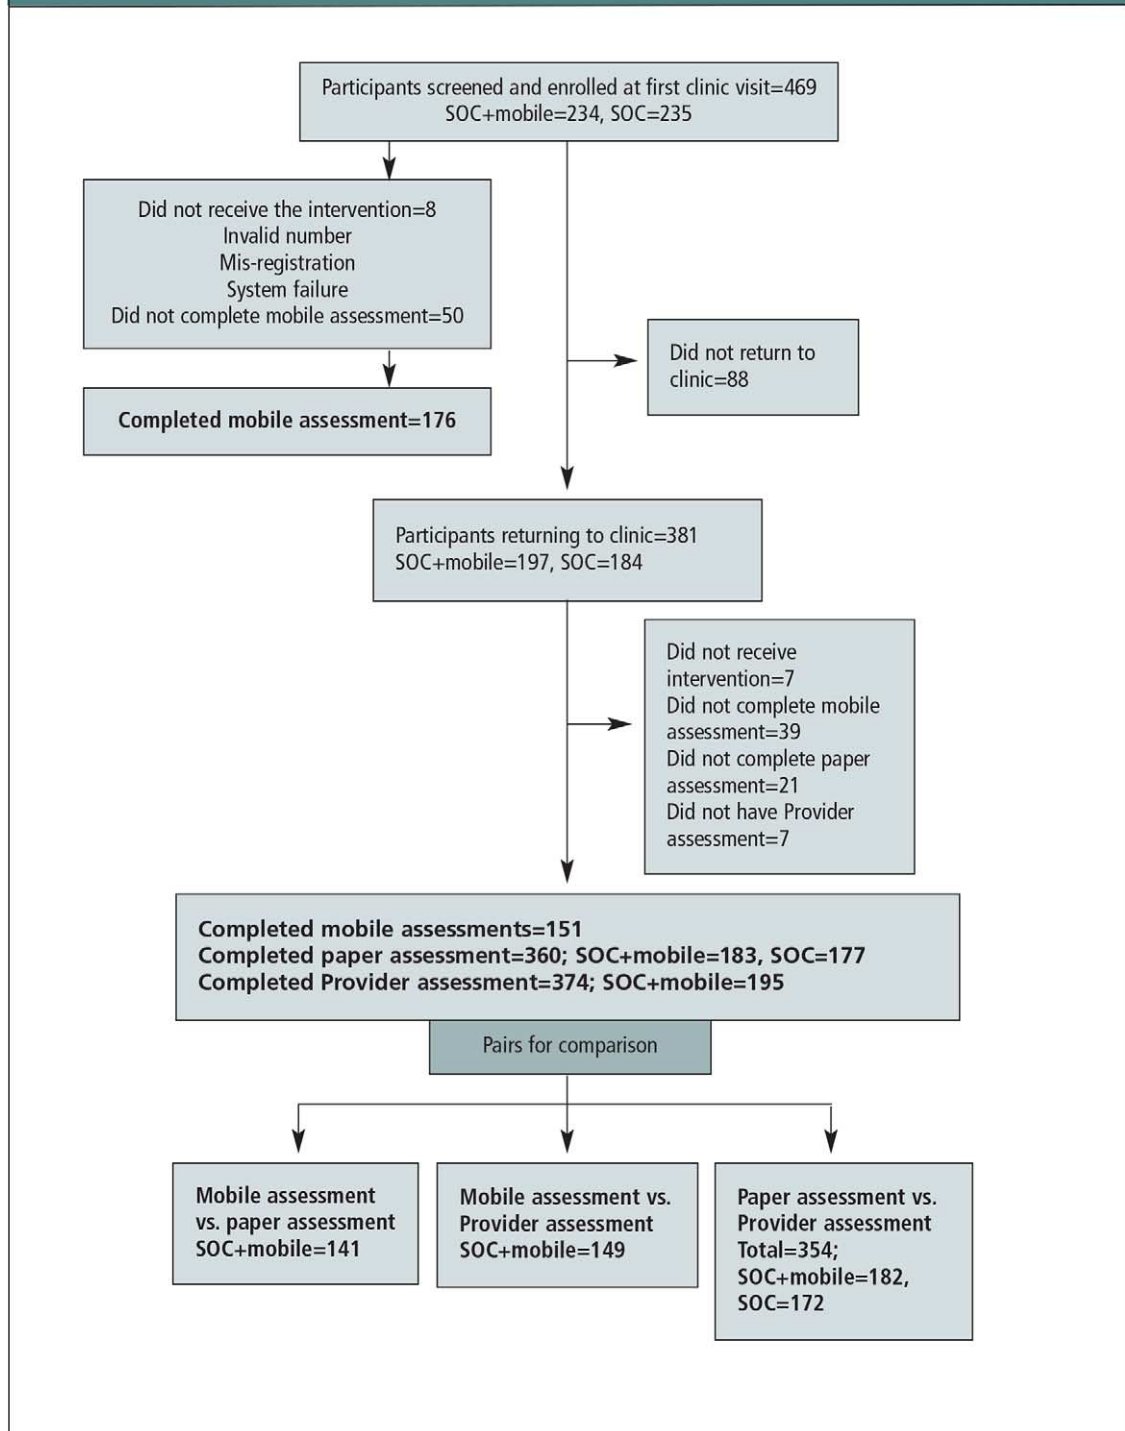 Participants screened and enrolled at first clinic visit=469
SOC+mobile=234, SOC=235
Did not receive the intervention=8
Invalid number
Mis-registration
System failure
Did not complete mobile assessment=50
Did not return to
clinic=88
Completed mobile assessment=176
Participants returning to clinic=381
SOC+mobile=197, SOC=184
Did not receive
intervention=7
Did not complete mobile
assessment=39
Did not complete paper
assessment=21
Did not have Provider
assessment=7
Completed mobile assessments=151
Completed paper assessment=360; SOC+mobile=183, SOC=177
Completed Provider assessment=374; SOC+mobile=195
Pairs for comparison
Mobile assessment
vs. paper assessment
SOC+mobile=141
Mobile assessment vs.
Provider assessment
SOC+mobile=149
Paper assessment vs.
Provider assessment
Total=354;
SOC+mobile=182,
SOC=172